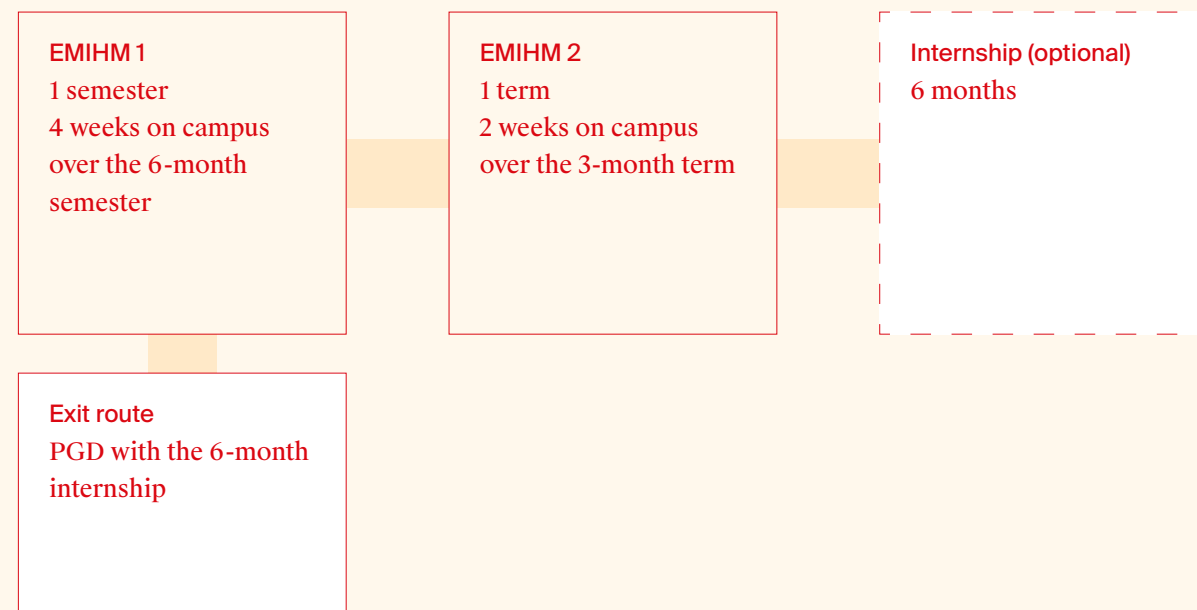 EMIHM 1
1 semester
4 weeks on campus
over the 6-month
semester
EMIHM 2
1 term
2 weeks on campus
over the 3-month term
Internship (optional)
6 months
Exit route
PGD with the 6-month
internship